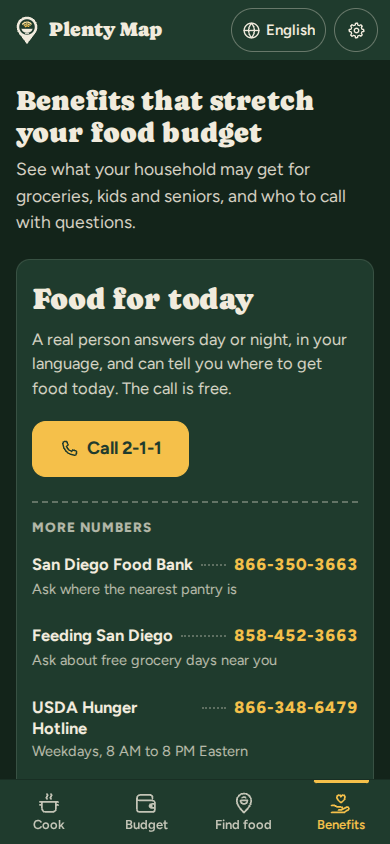 Plenty Map
English
Benefits that stretch
your food budget
See what your household may get for
groceries, kids and seniors, and who to call
with questions.
Food for today
A real person answers day or night, in your
language, and can tell you where to get
food today. The call is free.
Call 2-1-1
MORE NUMBERS
San Diego Food Bank 866-350-3663
Ask where the nearest pantry is
Feeding San Diego 858-452-3663
Ask about free grocery days near you
USDA Hunger 866-348-6479
Hotline
Weekdays, 8 AM to 8 PM Eastern
Cook Budget Find food Benefits